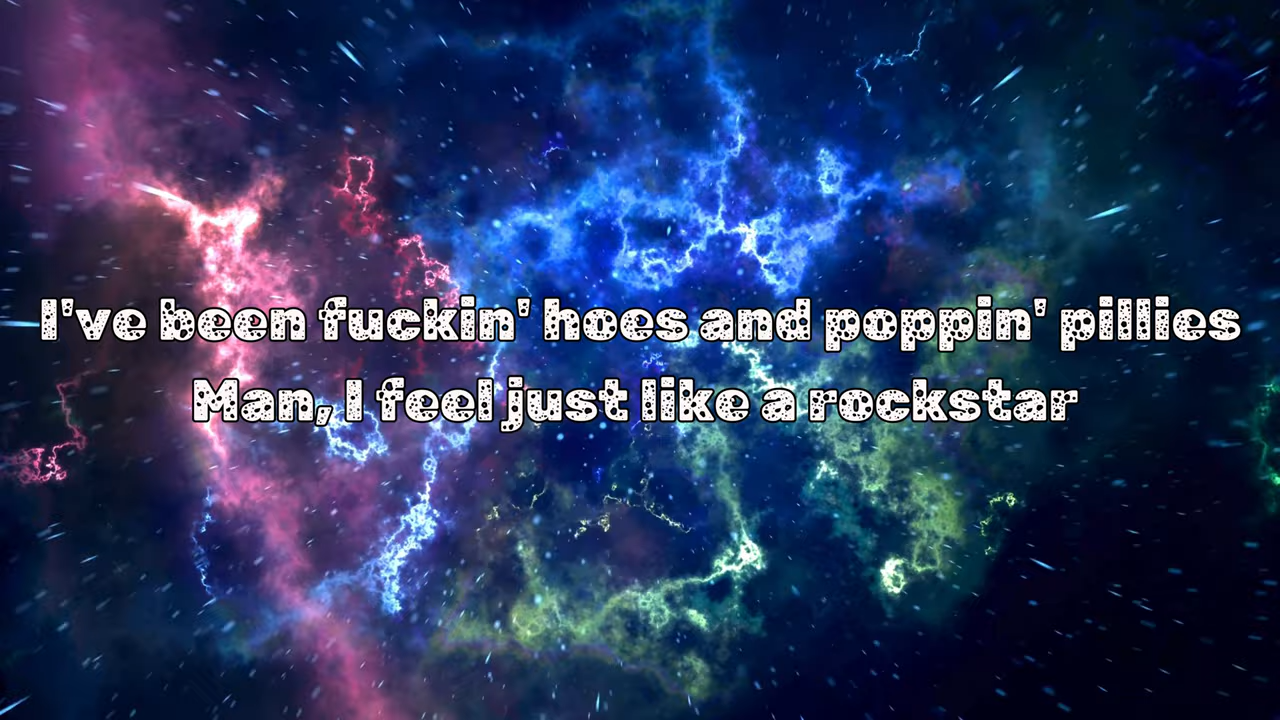 I've been fuckin' hoes and poppin' pillies
Man, I feel just like a rockstar